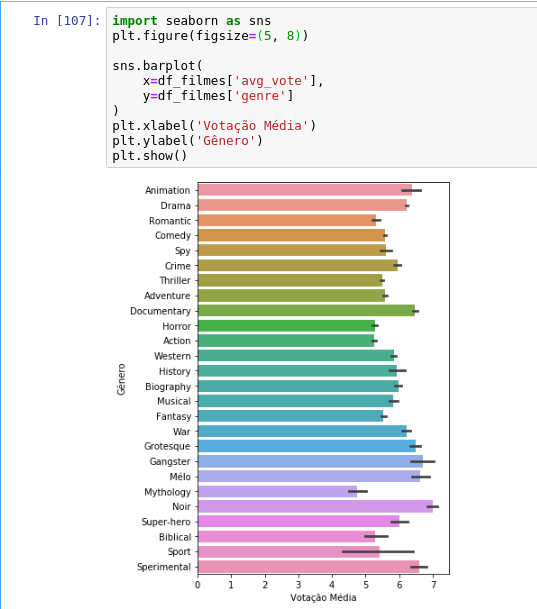 In [107]: import seaborn as sns
plt.figure(figsize=(5, 8))
sns.barplot(
x=df_filmes['avg_vote'],
y=df_filmes['genre']
)
plt.xlabel('Votação Média')
plt.ylabel('Gênero')
plt.show()
Gênero
Animation
Drama
Romantic
Comedy
Spy
Crime
Thriller
Adventure
Documentary
Horror
Action
Western
History
Biography
Musical
Fantasy
War
Grotesque
Gangster
Mélo
Mythology
Noir
Super-hero
Biblical
Sport
Sperimental
0 1 2 3 4 5 6 7
Votação Média